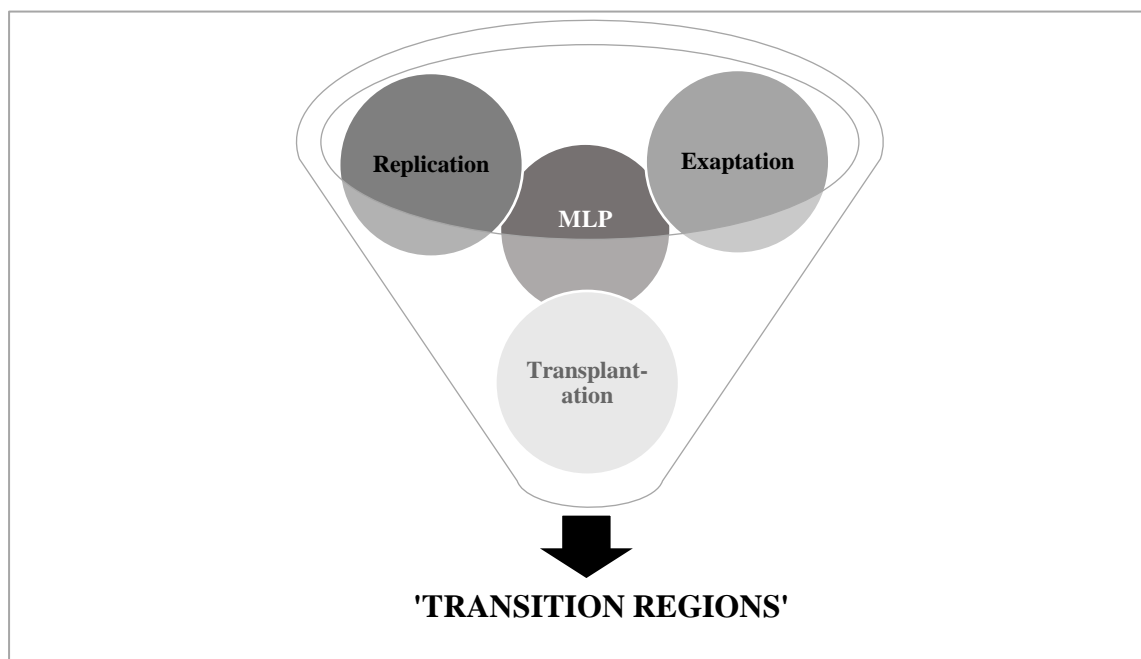 Replication
Exaptation
MLP
Transplant-
ation
'TRANSITION REGIONS'